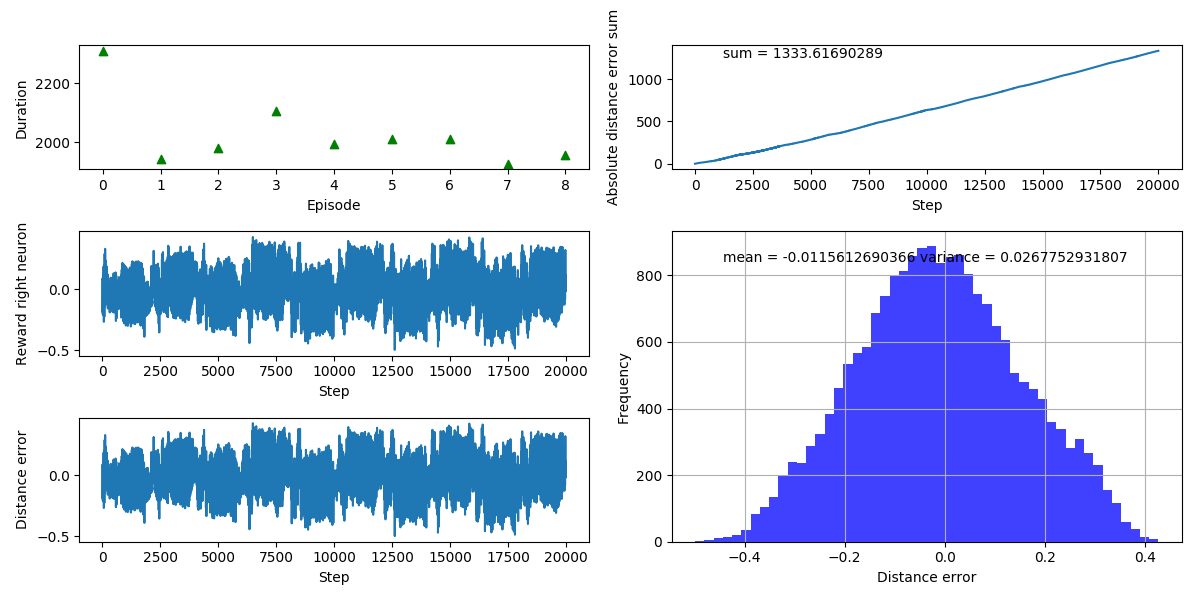 2200
2000
Duration
0 1 2 3 4 5 6 7 8
Episode
sum = 1333.61690289
1000
500
0
Absolute distance error sum
0 2500 5000 7500 10000 12500 15000 17500 20000
Step
0.0
−0.5
Reward right neuron
0 2500 5000 7500 10000 12500 15000 17500 20000
Step
0.0
−0.5
Distance error
0 2500 5000 7500 10000 12500 15000 17500 20000
Step
mean = -0.0115612690366 variance = 0.0267752931807
800
600
400
200
0
Frequency
−0.4 −0.2 0.0 0.2 0.4
Distance error